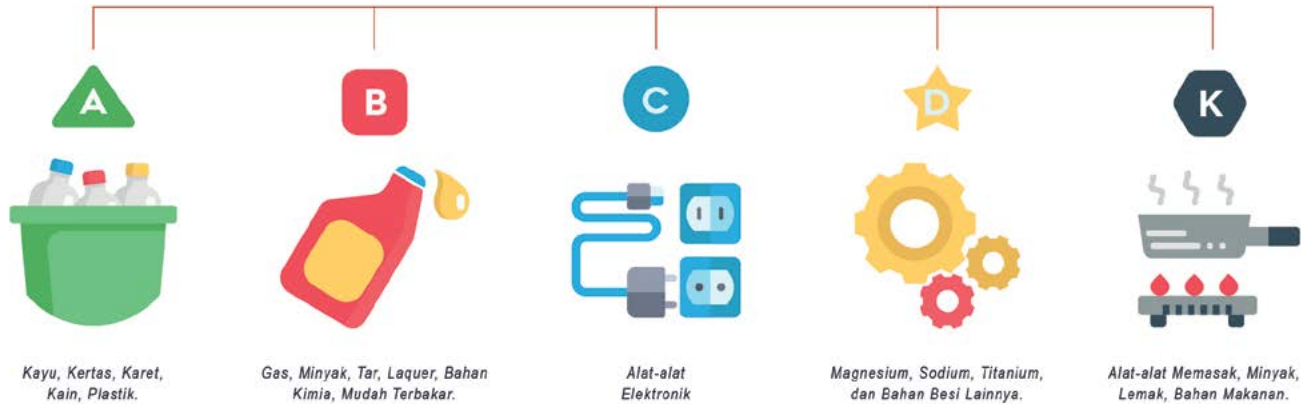 A
B
C
D
K
Kayu, Kertas, Karet,
Kain, Plastik.
Gas, Minyak, Tar, Laquer, Bahan
Kimia, Mudah Terbakar.
Alat-alat
Elektronik
Magnesium, Sodium, Titanium,
dan Bahan Besi Lainnya.
Alat-alat Memasak, Minyak,
Lemak, Bahan Makanan.